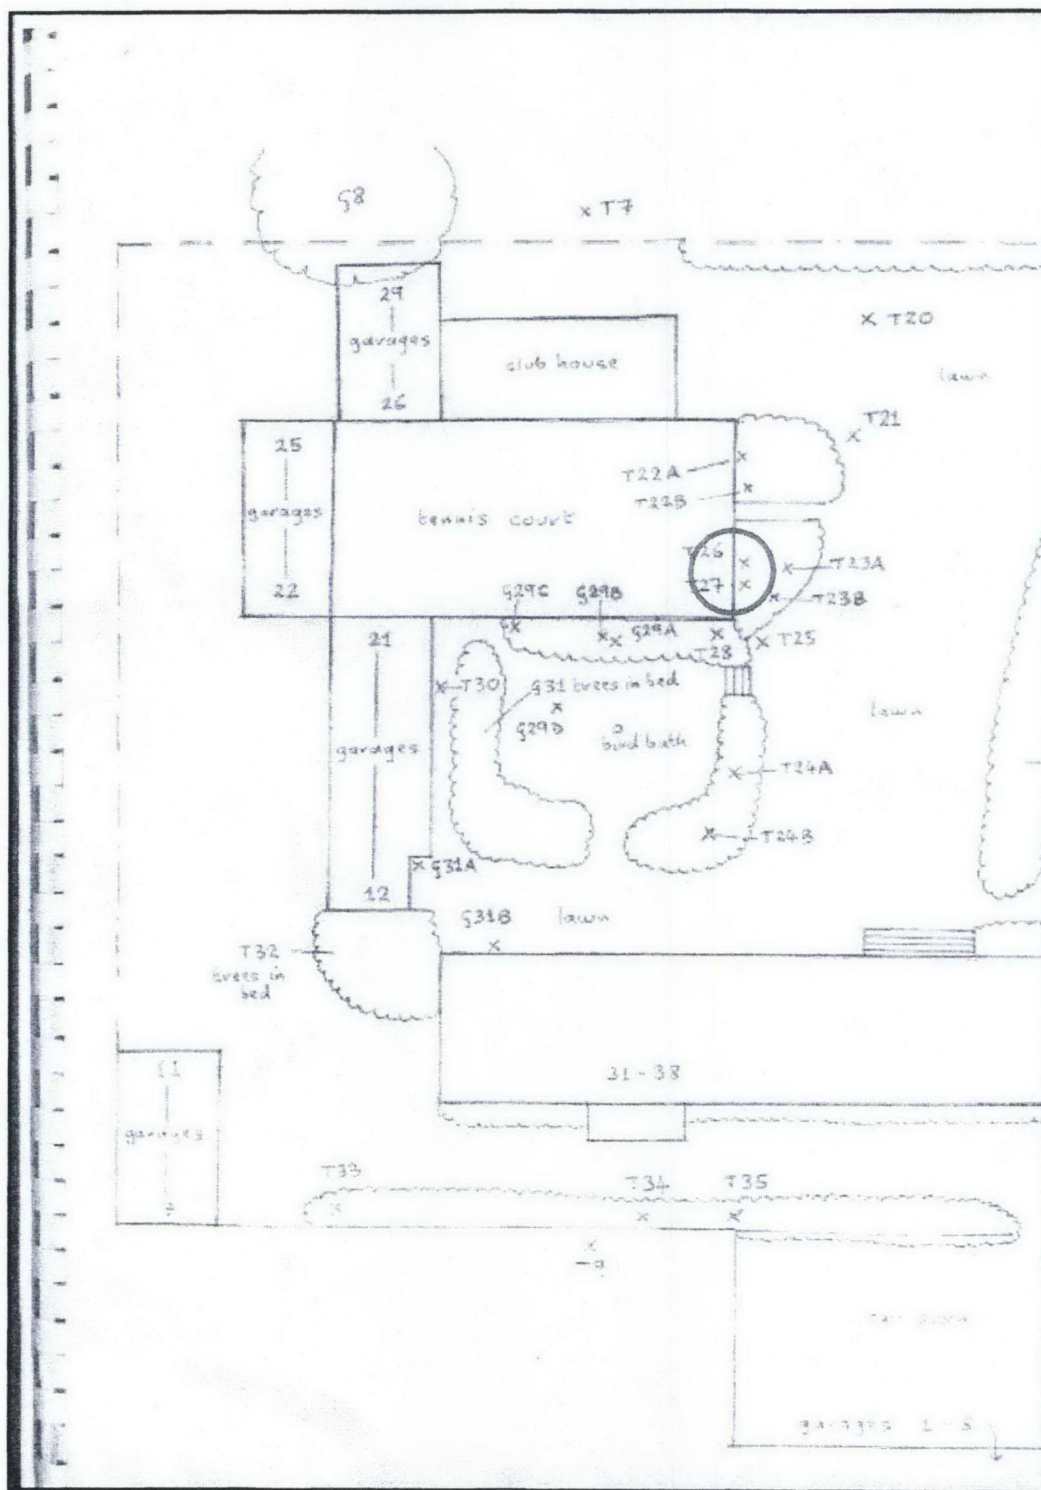 G8
T7
29
garages
26
club house
T20
lawn
T21
25
garages
22
tennis court
T22A
T22B
T26
T27
T23A
T23B
G29C
G29B
G29A
T28
T25
21
garages
12
T30
G31 trees in bed
G29D
bird bath
lawn
T24A
T24B
G31A
G31B
lawn
T32
trees in
bed
31-38
11
garages
7
T33
T34
T35
garages 1-